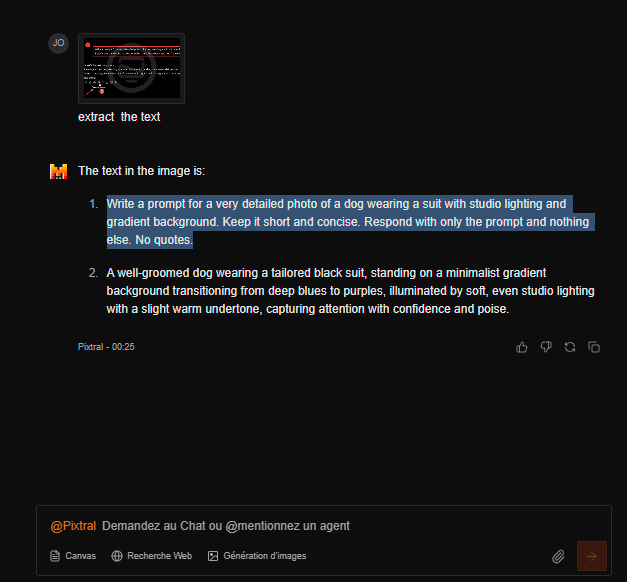 JO
extract the text
The text in the image is:
1. Write a prompt for a very detailed photo of a dog wearing a suit with studio lighting and
gradient background. Keep it short and concise. Respond with only the prompt and nothing
else. No quotes.
2. A well-groomed dog wearing a tailored black suit, standing on a minimalist gradient
background transitioning from deep blues to purples, illuminated by soft, even studio lighting
with a slight warm undertone, capturing attention with confidence and poise.
Pixtral - 00:25
@Pixtral Demandez au Chat ou @mentionnez un agent
Canvas Recherche Web Génération d'images